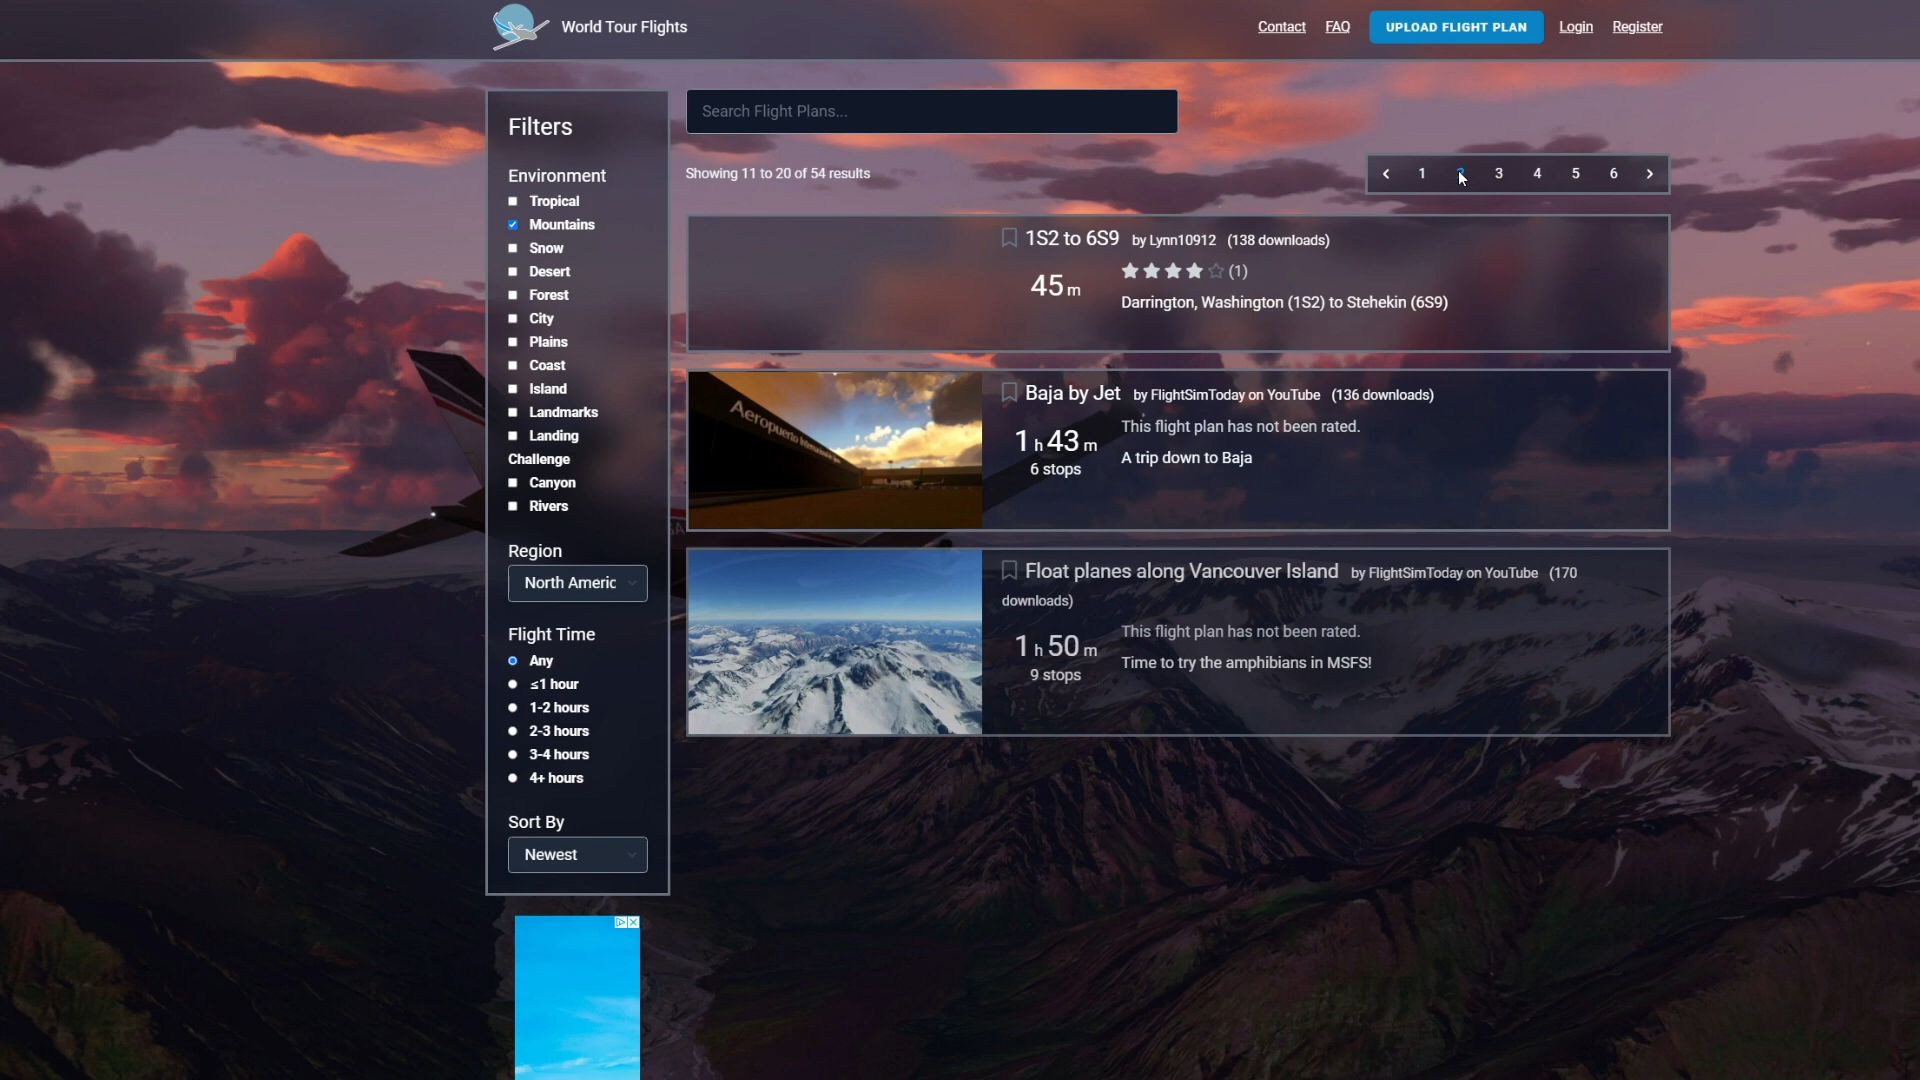 World Tour Flights
Contact FAQ UPLOAD FLIGHT PLAN Login Register
Filters
Environment
Tropical
Mountains
Snow
Desert
Forest
City
Plains
Coast
Island
Landmarks
Landing
Challenge
Canyon
Rivers
Region
North Americ
Flight Time
Any
≤1 hour
1-2 hours
2-3 hours
3-4 hours
4+ hours
Sort By
Newest
Search Flight Plans...
Showing 11 to 20 of 54 results
1 2 3 4 5 6
1S2 to 6S9 by Lynn10912 (138 downloads)
(1)
45 m
Darrington, Washington (1S2) to Stehekin (6S9)
Aeropuerto
Baja by Jet by FlightSimToday on YouTube (136 downloads)
This flight plan has not been rated.
1 h 43 m
A trip down to Baja
6 stops
Float planes along Vancouver Island by FlightSimToday on YouTube (170
downloads)
This flight plan has not been rated.
1 h 50 m
Time to try the amphibians in MSFS!
9 stops